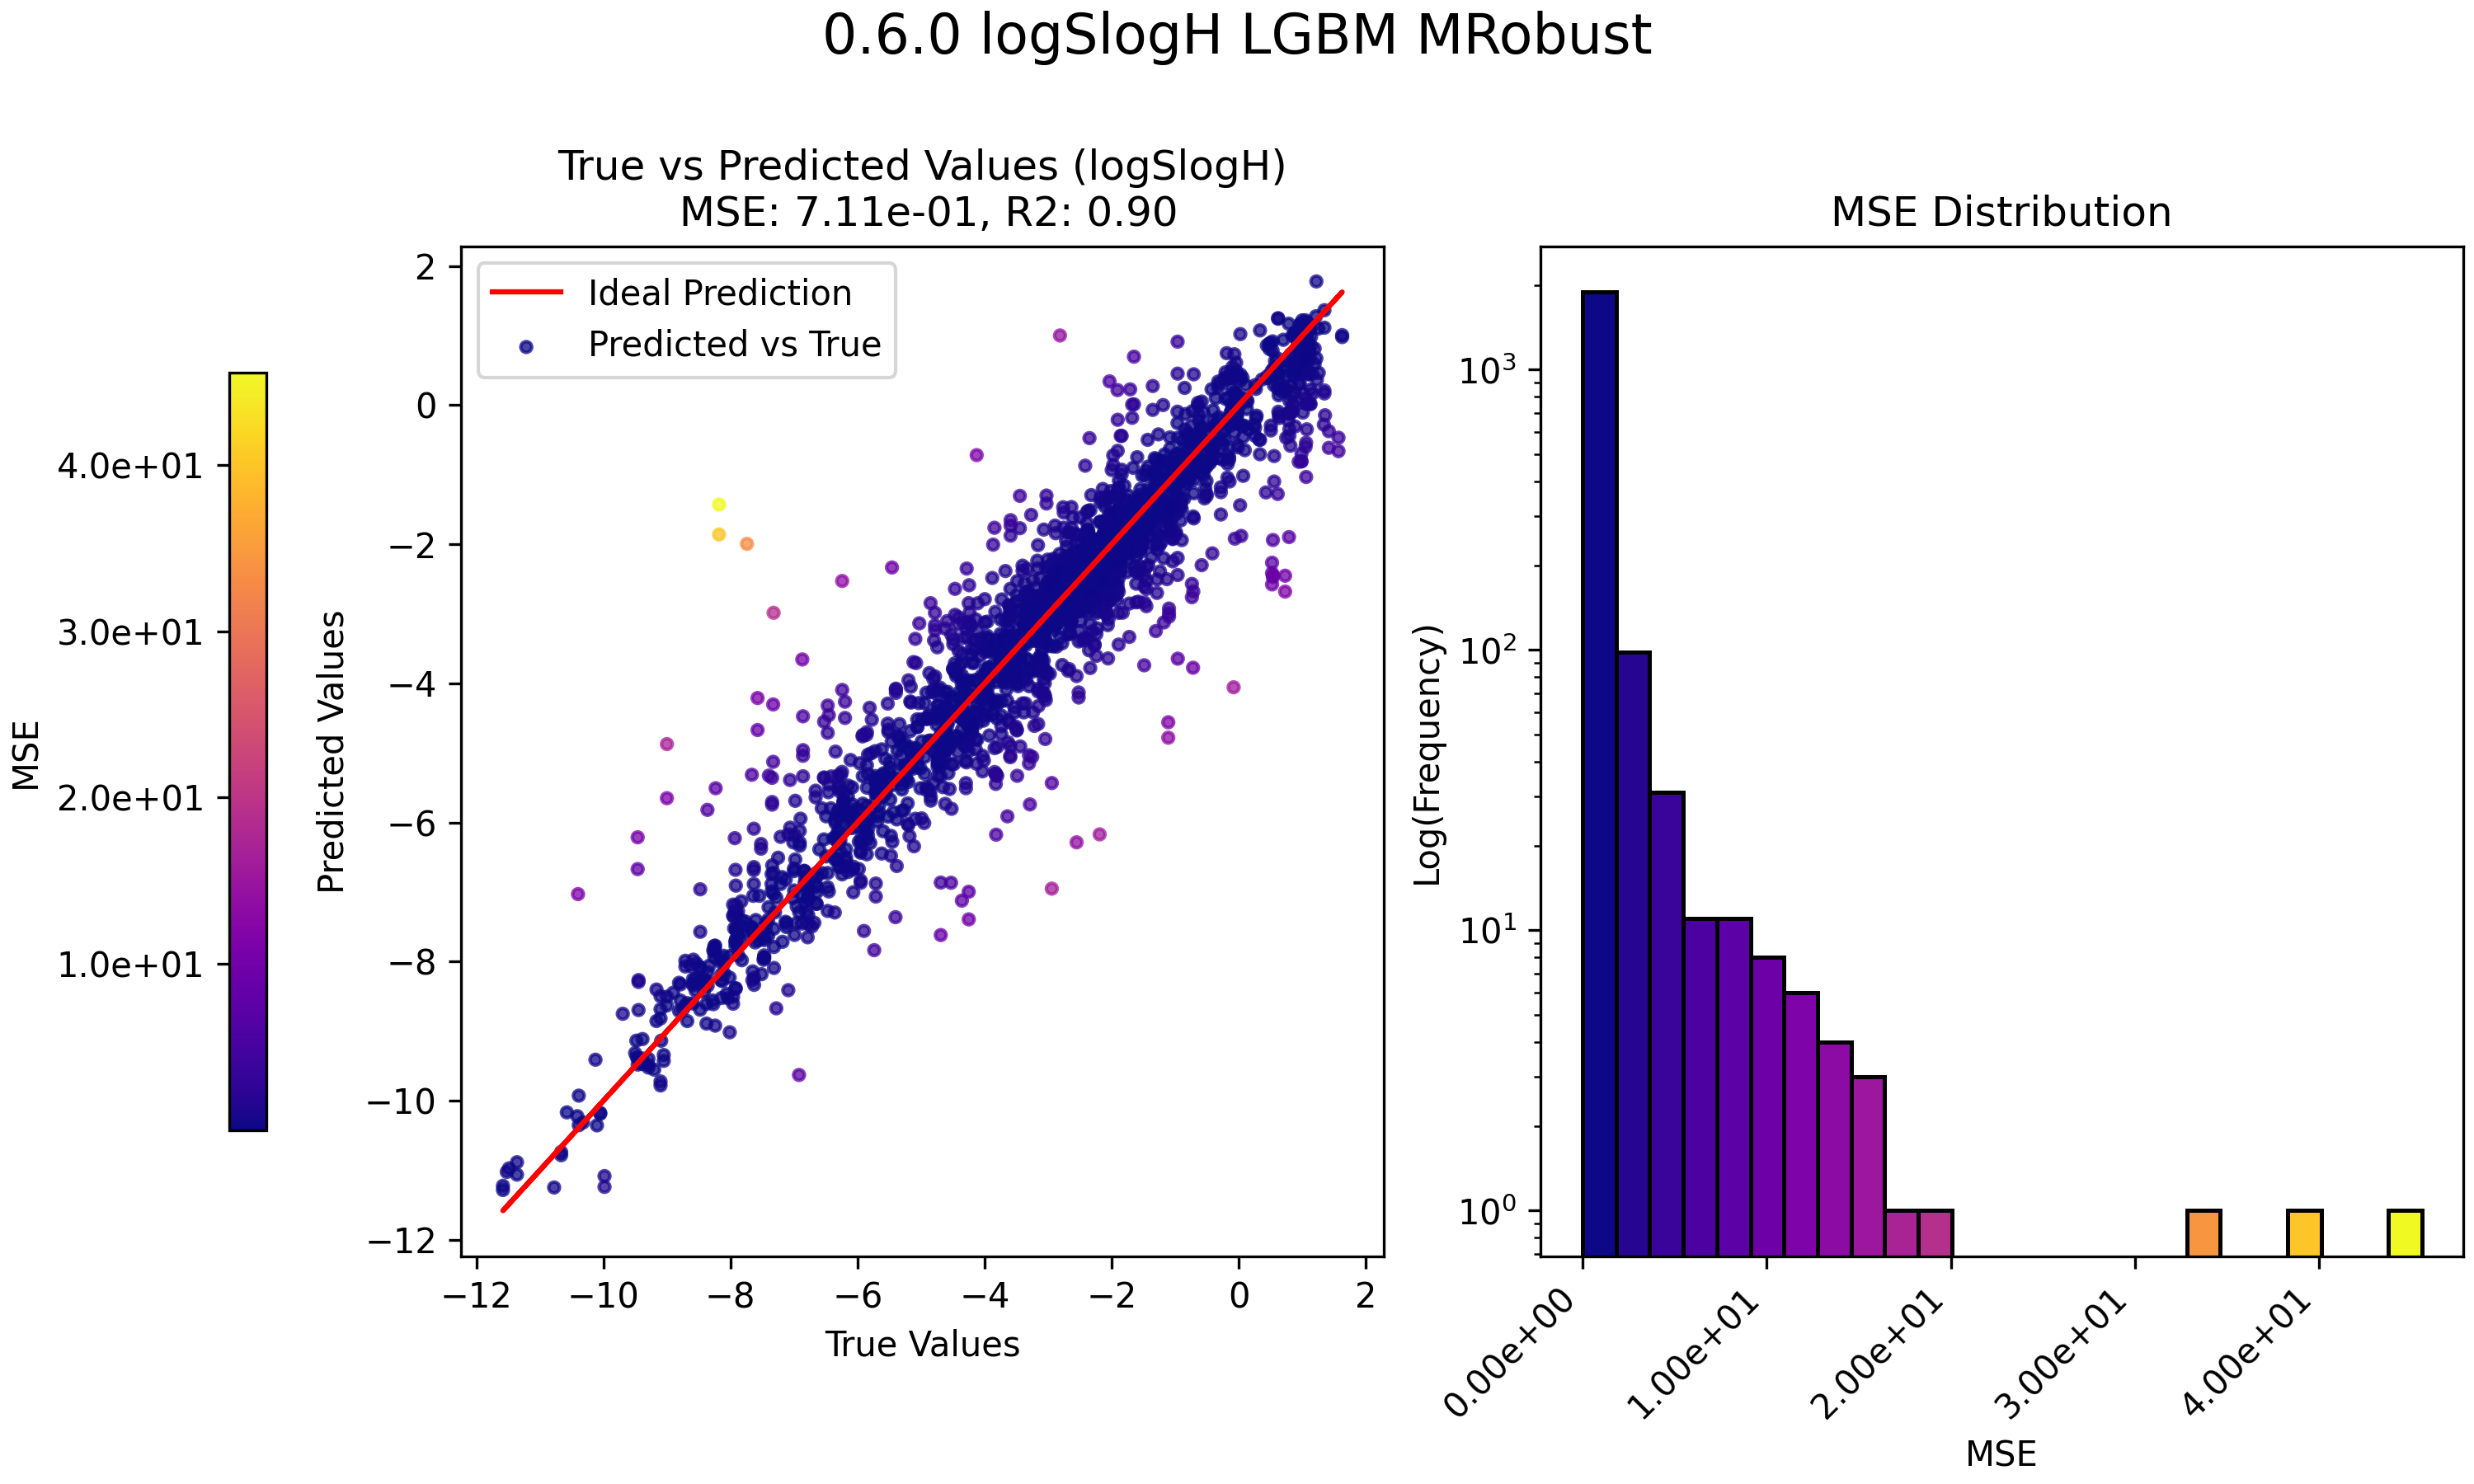 0.6.0 logSlogH LGBM MRobust
MSE
4.0e+01
3.0e+01
2.0e+01
1.0e+01
True vs Predicted Values (logSlogH)
MSE: 7.11e-01, R2: 0.90
Ideal Prediction
Predicted vs True
Predicted Values
2
0
−2
−4
−6
−8
−10
−12
−12 −10 −8 −6 −4 −2 0 2
True Values
MSE Distribution
Log(Frequency)
10³
10²
10¹
10⁰
0.00e+00 1.00e+01 2.00e+01 3.00e+01 4.00e+01
MSE